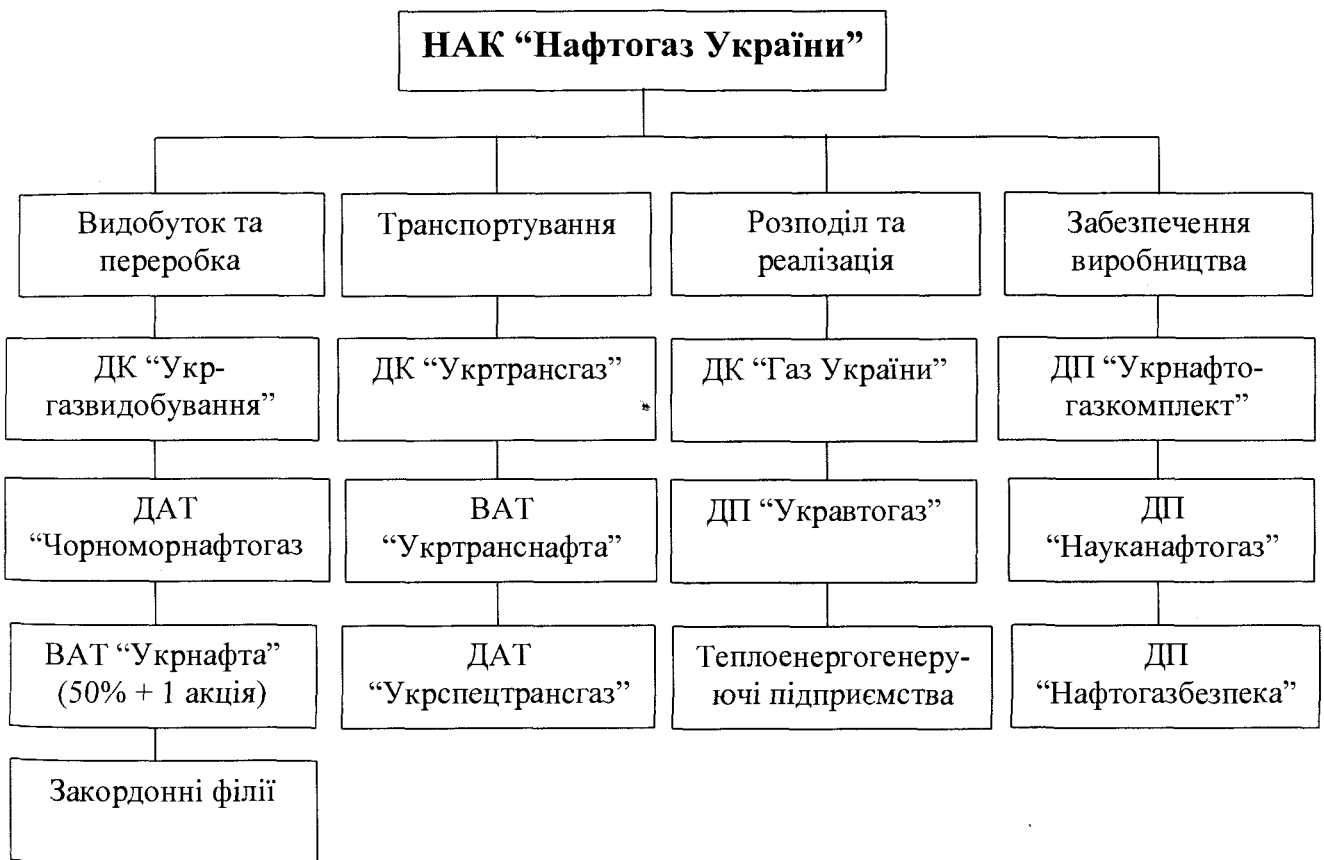 НАК “Нафтогаз України”
Видобуток та
переробка
Транспортування
Розподіл та
реалізація
Забезпечення
виробництва
ДК “Укр-
газвидобування”
ДК “Укртрансгаз”
ДК “Газ України”
ДП “Укрнафто-
газкомплект”
ДАТ
“Чорноморнафтогаз
ВАТ
“Укртранснафта”
ДП “Укравтогаз”
ДП
“Науканафтогаз”
ВАТ “Укрнафта”
(50% + 1 акція)
ДАТ
“Укрспецтрансгаз”
Теплоенергогенеру-
ючі підприємства
ДП
“Нафтогазбезпека”
Закордонні філії